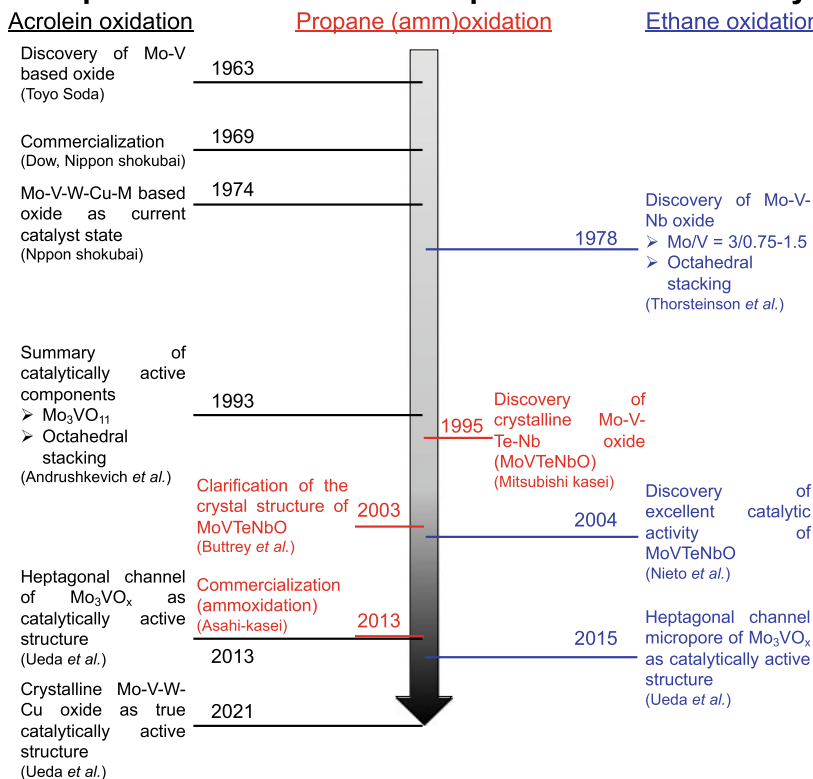 Acrolein oxidation
Discovery of Mo-V
based oxide
(Toyo Soda)
1963
Commercialization
(Dow, Nippon shokubai)
1969
Mo-V-W-Cu-M based
oxide as current
catalyst state
(Nppon shokubai)
1974
Summary of
catalytically active
components
➢ Mo₃VO₁₁
➢ Octahedral
stacking
(Andrushkevich et al.)
1993
Heptagonal channel
of Mo₃VOₓ as
catalytically active
structure
(Ueda et al.)
2013
Crystalline Mo-V-W-
Cu oxide as true
catalytically active
structure
(Ueda et al.)
2021
Propane (amm)oxidation
1995
Discovery of
crystalline Mo-V-
Te-Nb oxide
(MoVTeNbO)
(Mitsubishi kasei)
Clarification of the
crystal structure of
MoVTeNbO
(Buttrey et al.)
2003
Commercialization
(ammoxidation)
(Asahi-kasei)
2013
Ethane oxidation
1978
Discovery of Mo-V-
Nb oxide
➢ Mo/V = 3/0.75-1.5
➢ Octahedral
stacking
(Thorsteinson et al.)
2004
Discovery of
excellent catalytic
activity of
MoVTeNbO
(Nieto et al.)
2015
Heptagonal channel
micropore of Mo₃VOₓ
as catalytically active
structure
(Ueda et al.)